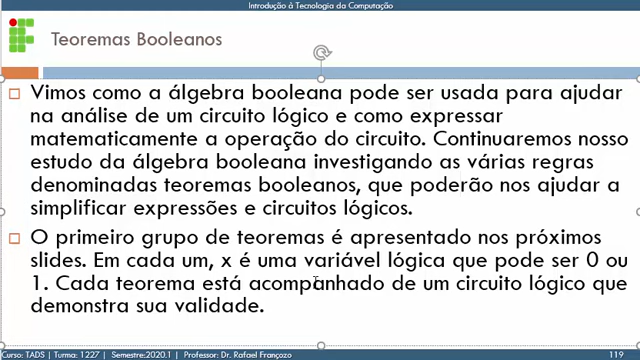 Introdução à Tecnologia da Computação
Teoremas Booleanos
Vimos como a álgebra booleana pode ser usada para ajudar
na análise de um circuito lógico e como expressar
matematicamente a operação do circuito. Continuaremos nosso
estudo da álgebra booleana investigando as várias regras
denominadas teoremas booleanos, que poderão nos ajudar a
simplificar expressões e circuitos lógicos.
O primeiro grupo de teoremas é apresentado nos próximos
slides. Em cada um, x é uma variável lógica que pode ser 0 ou
1. Cada teorema está acompanhado de um circuito lógico que
demonstra sua validade.
Curso: TADS | Turma: 1227 | Semestre:2020.1 | Professor: Dr. Rafael Françozo 119